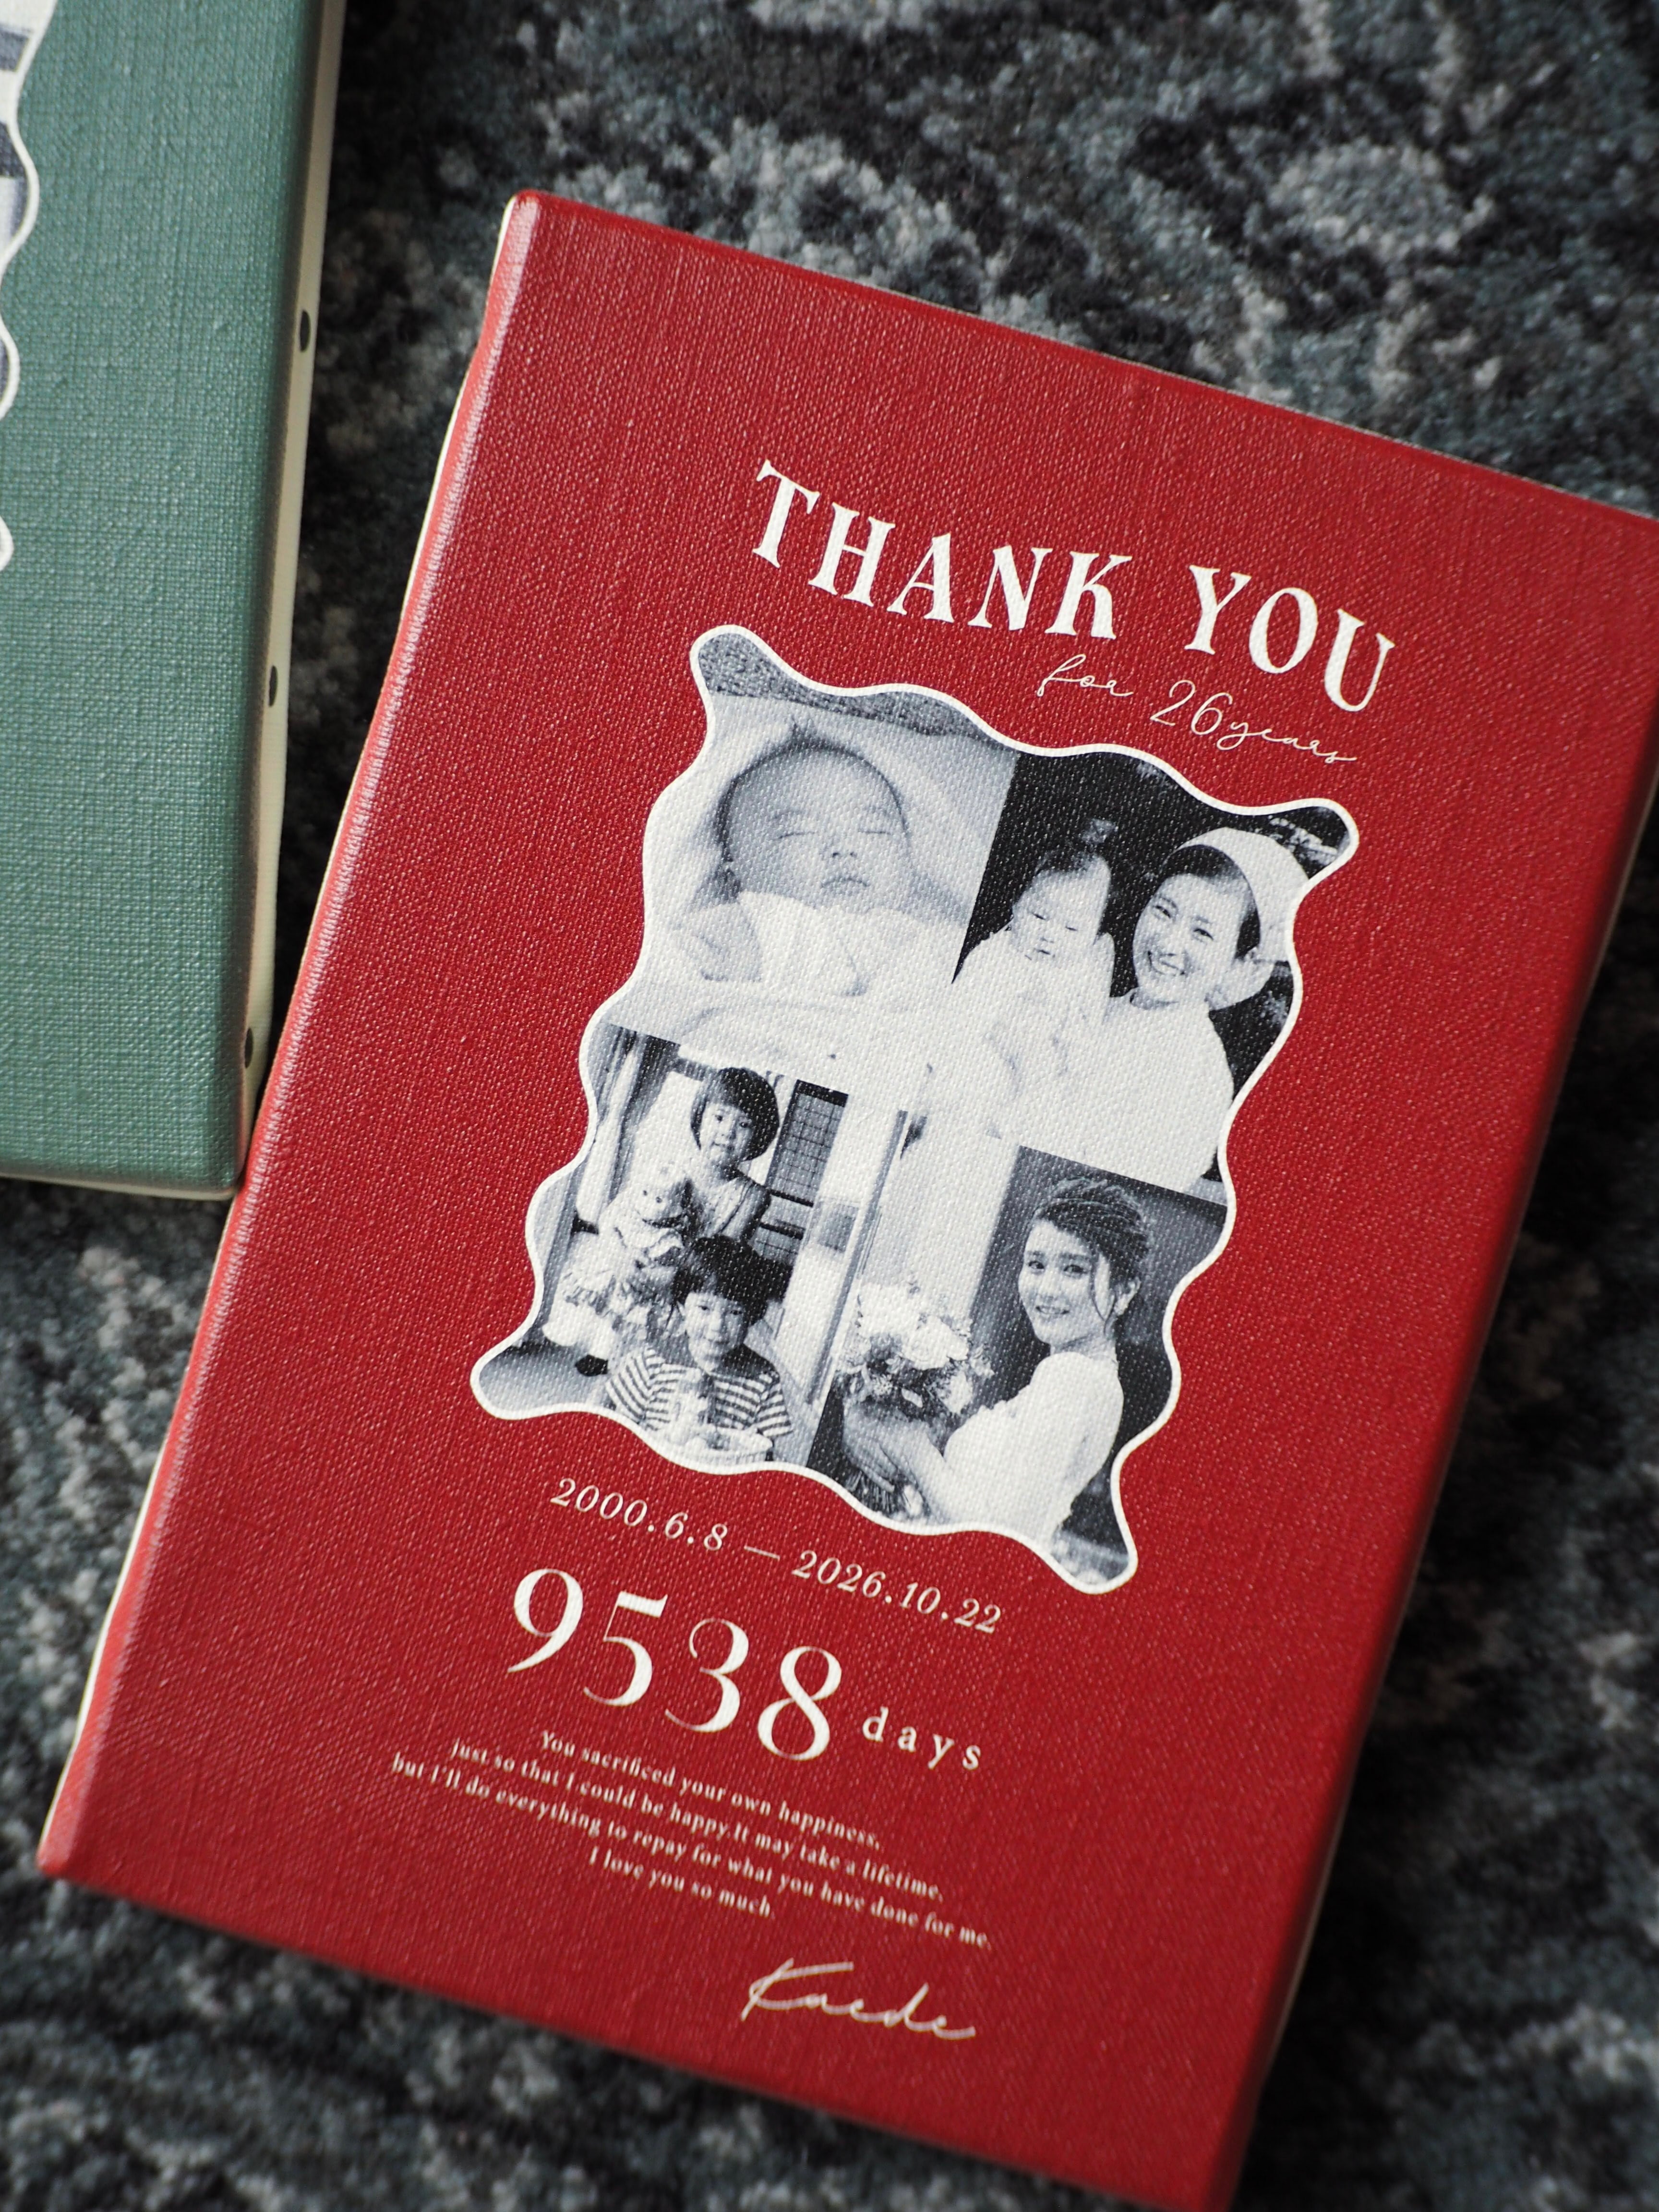 THANK YOU
for 26years
2000.6.8 — 2026.10.22
9538 days
You sacrificed your own happiness,
just so that I could be happy.It may take a lifetime,
but I'll do everything to repay for what you have done for me.
I love you so much.
Kaede